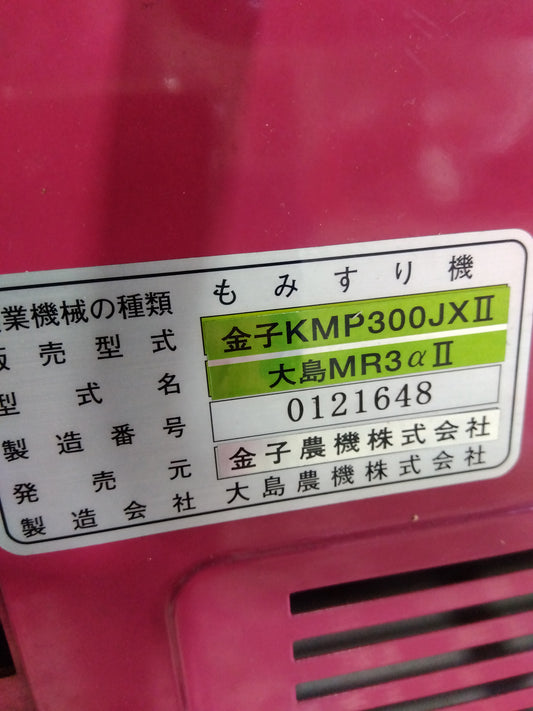 業機械の種類 もみすり機
販売型式 金子KMP300JXⅡ
型式名 大島MR3αⅡ
製造番号 0121648
発売元 金子農機株式会社
製造会社 大島農機株式会社